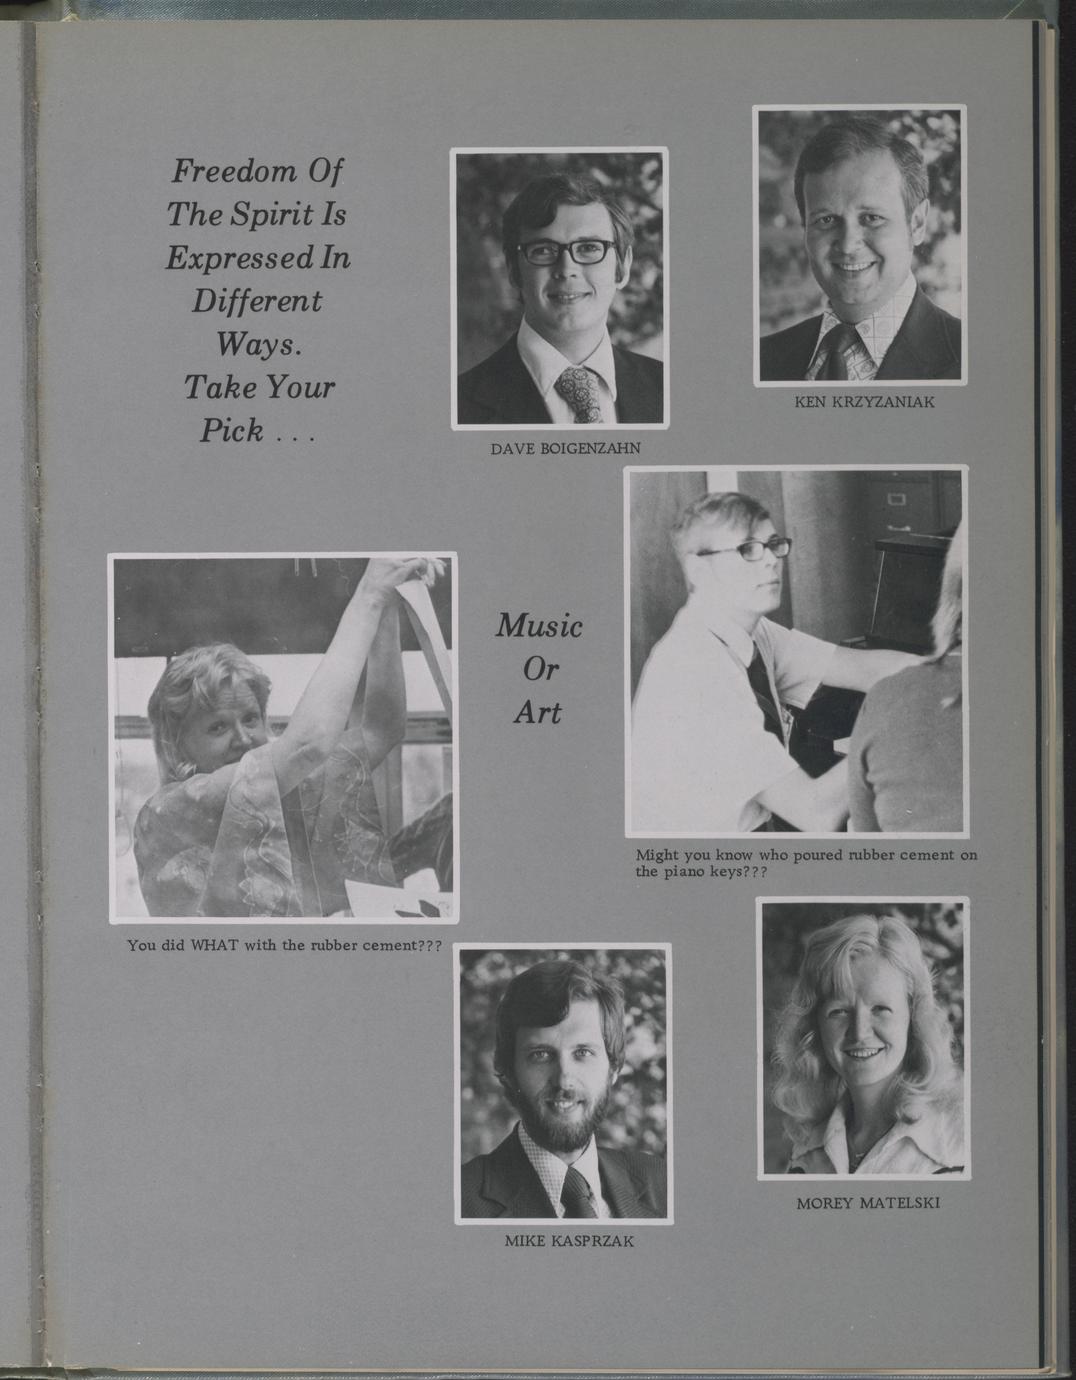 Freedom Of
The Spirit Is
Expressed In
Different
Ways.
Take Your
Pick . . .
DAVE BOIGENZAHN
KEN KRZYZANIAK
Music
Or
Art
Might you know who poured rubber cement on
the piano keys???
You did WHAT with the rubber cement???
MIKE KASPRZAK
MOREY MATELSKI